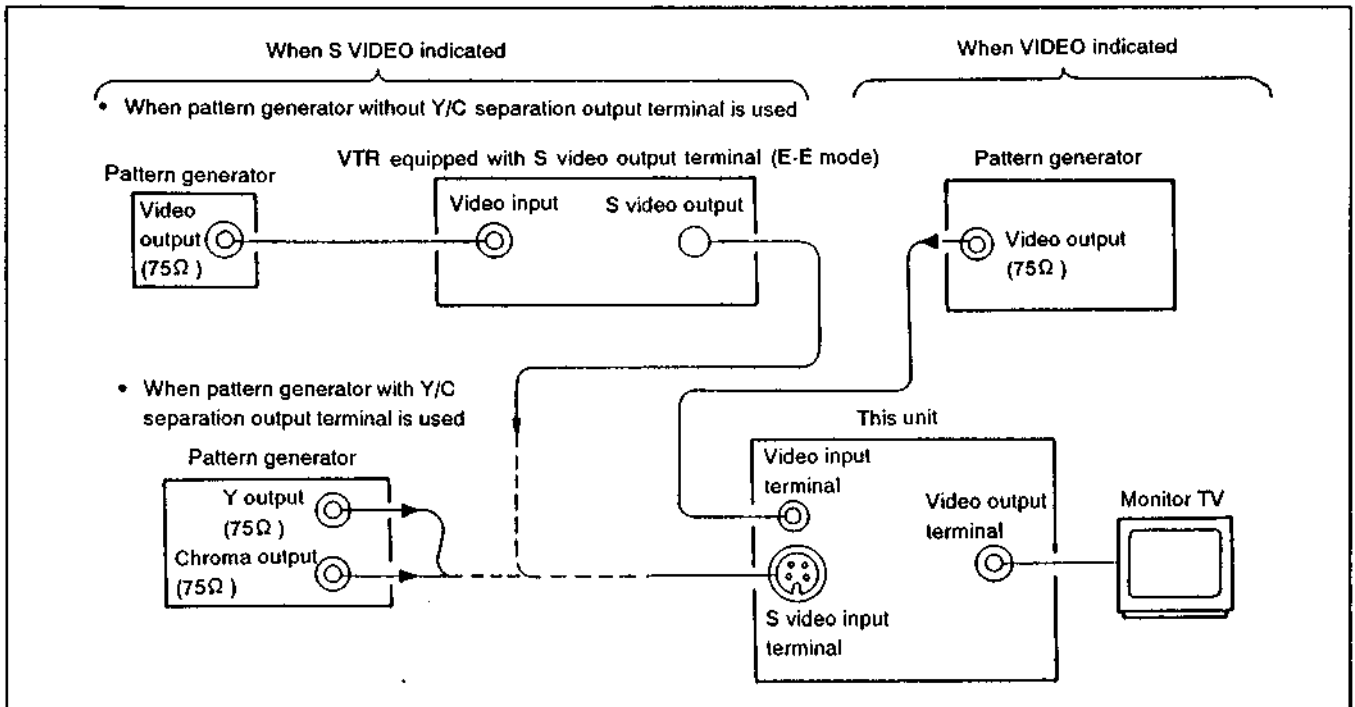 When S VIDEO indicated
When VIDEO indicated
• When pattern generator without Y/C separation output terminal is used
VTR equipped with S video output terminal (E-E mode)
Pattern generator
Pattern generator
Video
output
(75Ω )
Video input
S video output
Video output
(75Ω )
• When pattern generator with Y/C
separation output terminal is used
This unit
Pattern generator
Y output
(75Ω )
Chroma output
(75Ω )
Video input
terminal
Video output
terminal
Monitor TV
S video input
terminal